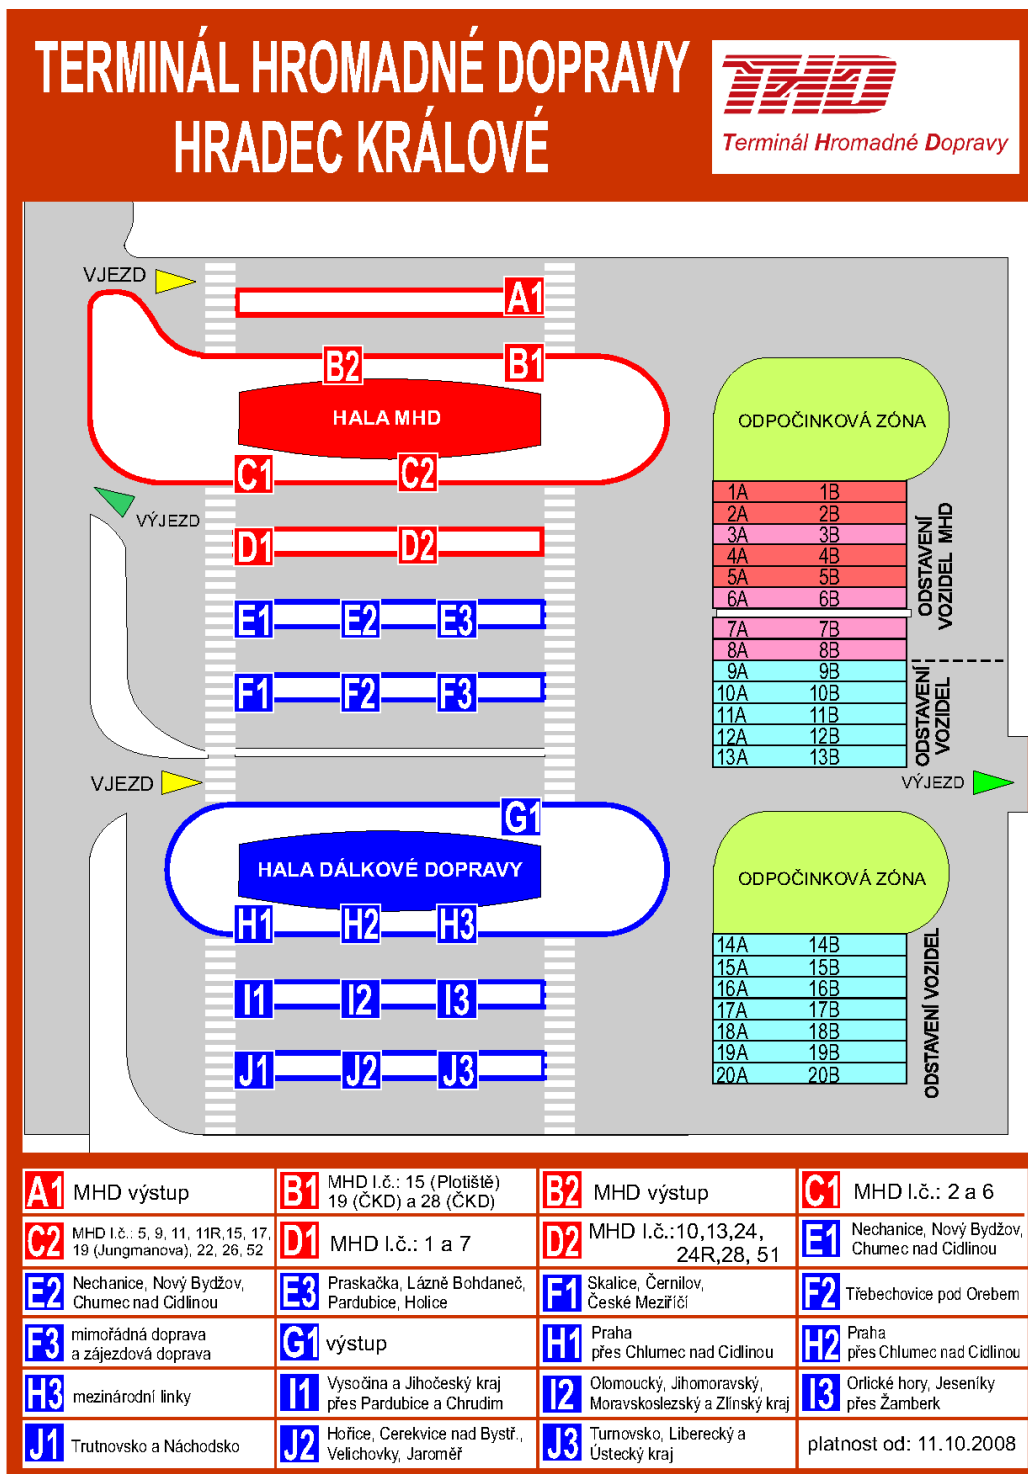 TERMINÁL HROMADNÉ DOPRAVY
HRADEC KRÁLOVÉ
THD
Terminál Hromadné Dopravy
VJEZD
A1
B2
B1
HALA MHD
C1
C2
VÝJEZD
D1
D2
E1
E2
E3
F1
F2
F3
ODPOČINKOVÁ ZÓNA
1A 1B
2A 2B
3A 3B
4A 4B
5A 5B
6A 6B
7A 7B
8A 8B
9A 9B
10A 10B
11A 11B
12A 12B
13A 13B
ODSTAVENÍ
VOZIDEL MHD
ODSTAVENÍ
VOZIDEL
VJEZD
VÝJEZD
G1
HALA DÁLKOVÉ DOPRAVY
H1
H2
H3
I1
I2
I3
J1
J2
J3
ODPOČINKOVÁ ZÓNA
14A 14B
15A 15B
16A 16B
17A 17B
18A 18B
19A 19B
20A 20B
ODSTAVENÍ VOZIDEL
A1 MHD výstup
B1 MHD l.č.: 15 (Plotiště)
19 (ČKD) a 28 (ČKD)
B2 MHD výstup
C1 MHD l.č.: 2 a 6
C2 MHD l.č.: 5, 9, 11, 11R,15, 17,
19 (Jungmanova), 22, 26, 52
D1 MHD l.č.: 1 a 7
D2 MHD l.č.:10,13,24,
24R,28, 51
E1 Nechanice, Nový Bydžov,
Chumec nad Cidlinou
E2 Nechanice, Nový Bydžov,
Chumec nad Cidlinou
E3 Praskačka, Lázně Bohdaneč,
Pardubice, Holice
F1 Skalice, Černilov,
České Meziříčí
F2 Třebechovice pod Orebem
F3 mimořádná doprava
a zájezdová doprava
G1 výstup
H1 Praha
přes Chlumec nad Cidlinou
H2 Praha
přes Chlumec nad Cidlinou
H3 mezinárodní linky
I1 Vysočina a Jihočeský kraj
přes Pardubice a Chrudim
I2 Olomoucký, Jihomoravský,
Moravskoslezský a Zlínský kraj
I3 Orlické hory, Jeseníky
přes Žamberk
J1 Trutnovsko a Náchodsko
J2 Hořice, Cerekvice nad Bystř.,
Velichovky, Jaroměř
J3 Turnovsko, Liberecký a
Ústecký kraj
platnost od: 11.10.2008